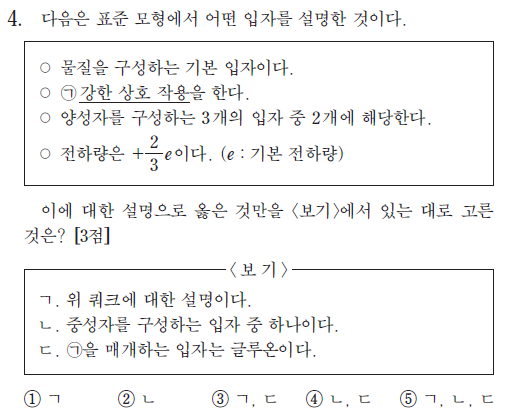 4. 다음은 표준 모형에서 어떤 입자를 설명한 것이다.
○ 물질을 구성하는 기본 입자이다.
○ ㉠강한 상호 작용을 한다.
○ 양성자를 구성하는 3개의 입자 중 2개에 해당한다.
○ 전하량은 +2/3e이다. (e : 기본 전하량)
이에 대한 설명으로 옳은 것만을 〈보기〉에서 있는 대로 고른
것은? [3점]
〈보 기〉
ㄱ. 위 쿼크에 대한 설명이다.
ㄴ. 중성자를 구성하는 입자 중 하나이다.
ㄷ. ㉠을 매개하는 입자는 글루온이다.
① ㄱ ② ㄴ ③ ㄱ, ㄷ ④ ㄴ, ㄷ ⑤ ㄱ, ㄴ, ㄷ